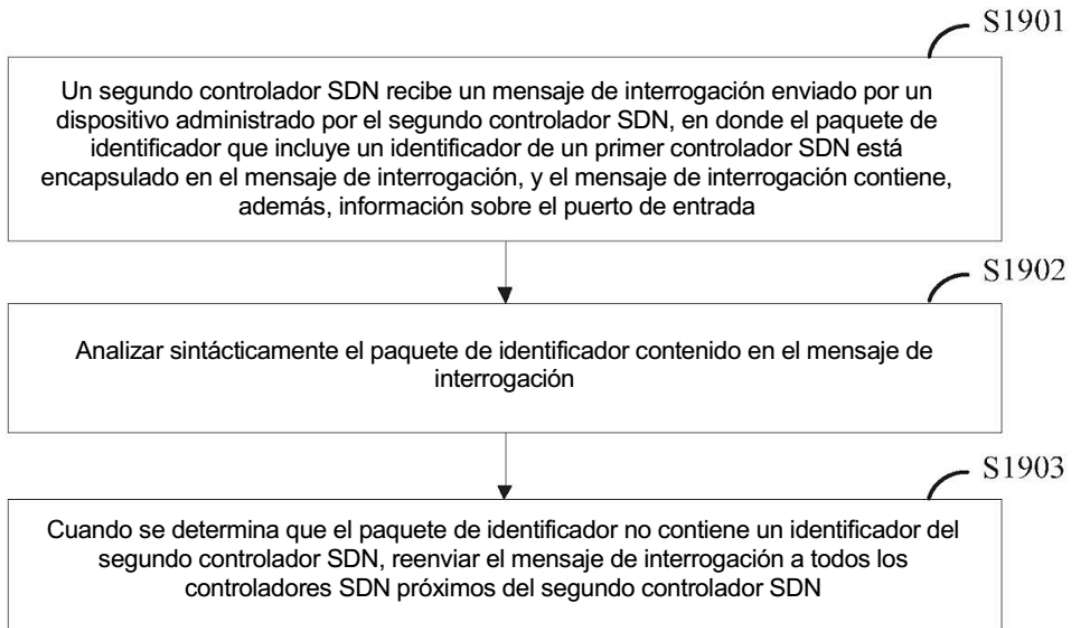 S1901
Un segundo controlador SDN recibe un mensaje de interrogación enviado por un
dispositivo administrado por el segundo controlador SDN, en donde el paquete de
identificador que incluye un identificador de un primer controlador SDN está
encapsulado en el mensaje de interrogación, y el mensaje de interrogación contiene,
además, información sobre el puerto de entrada
S1902
Analizar sintácticamente el paquete de identificador contenido en el mensaje de
interrogación
S1903
Cuando se determina que el paquete de identificador no contiene un identificador del
segundo controlador SDN, reenviar el mensaje de interrogación a todos los
controladores SDN próximos del segundo controlador SDN